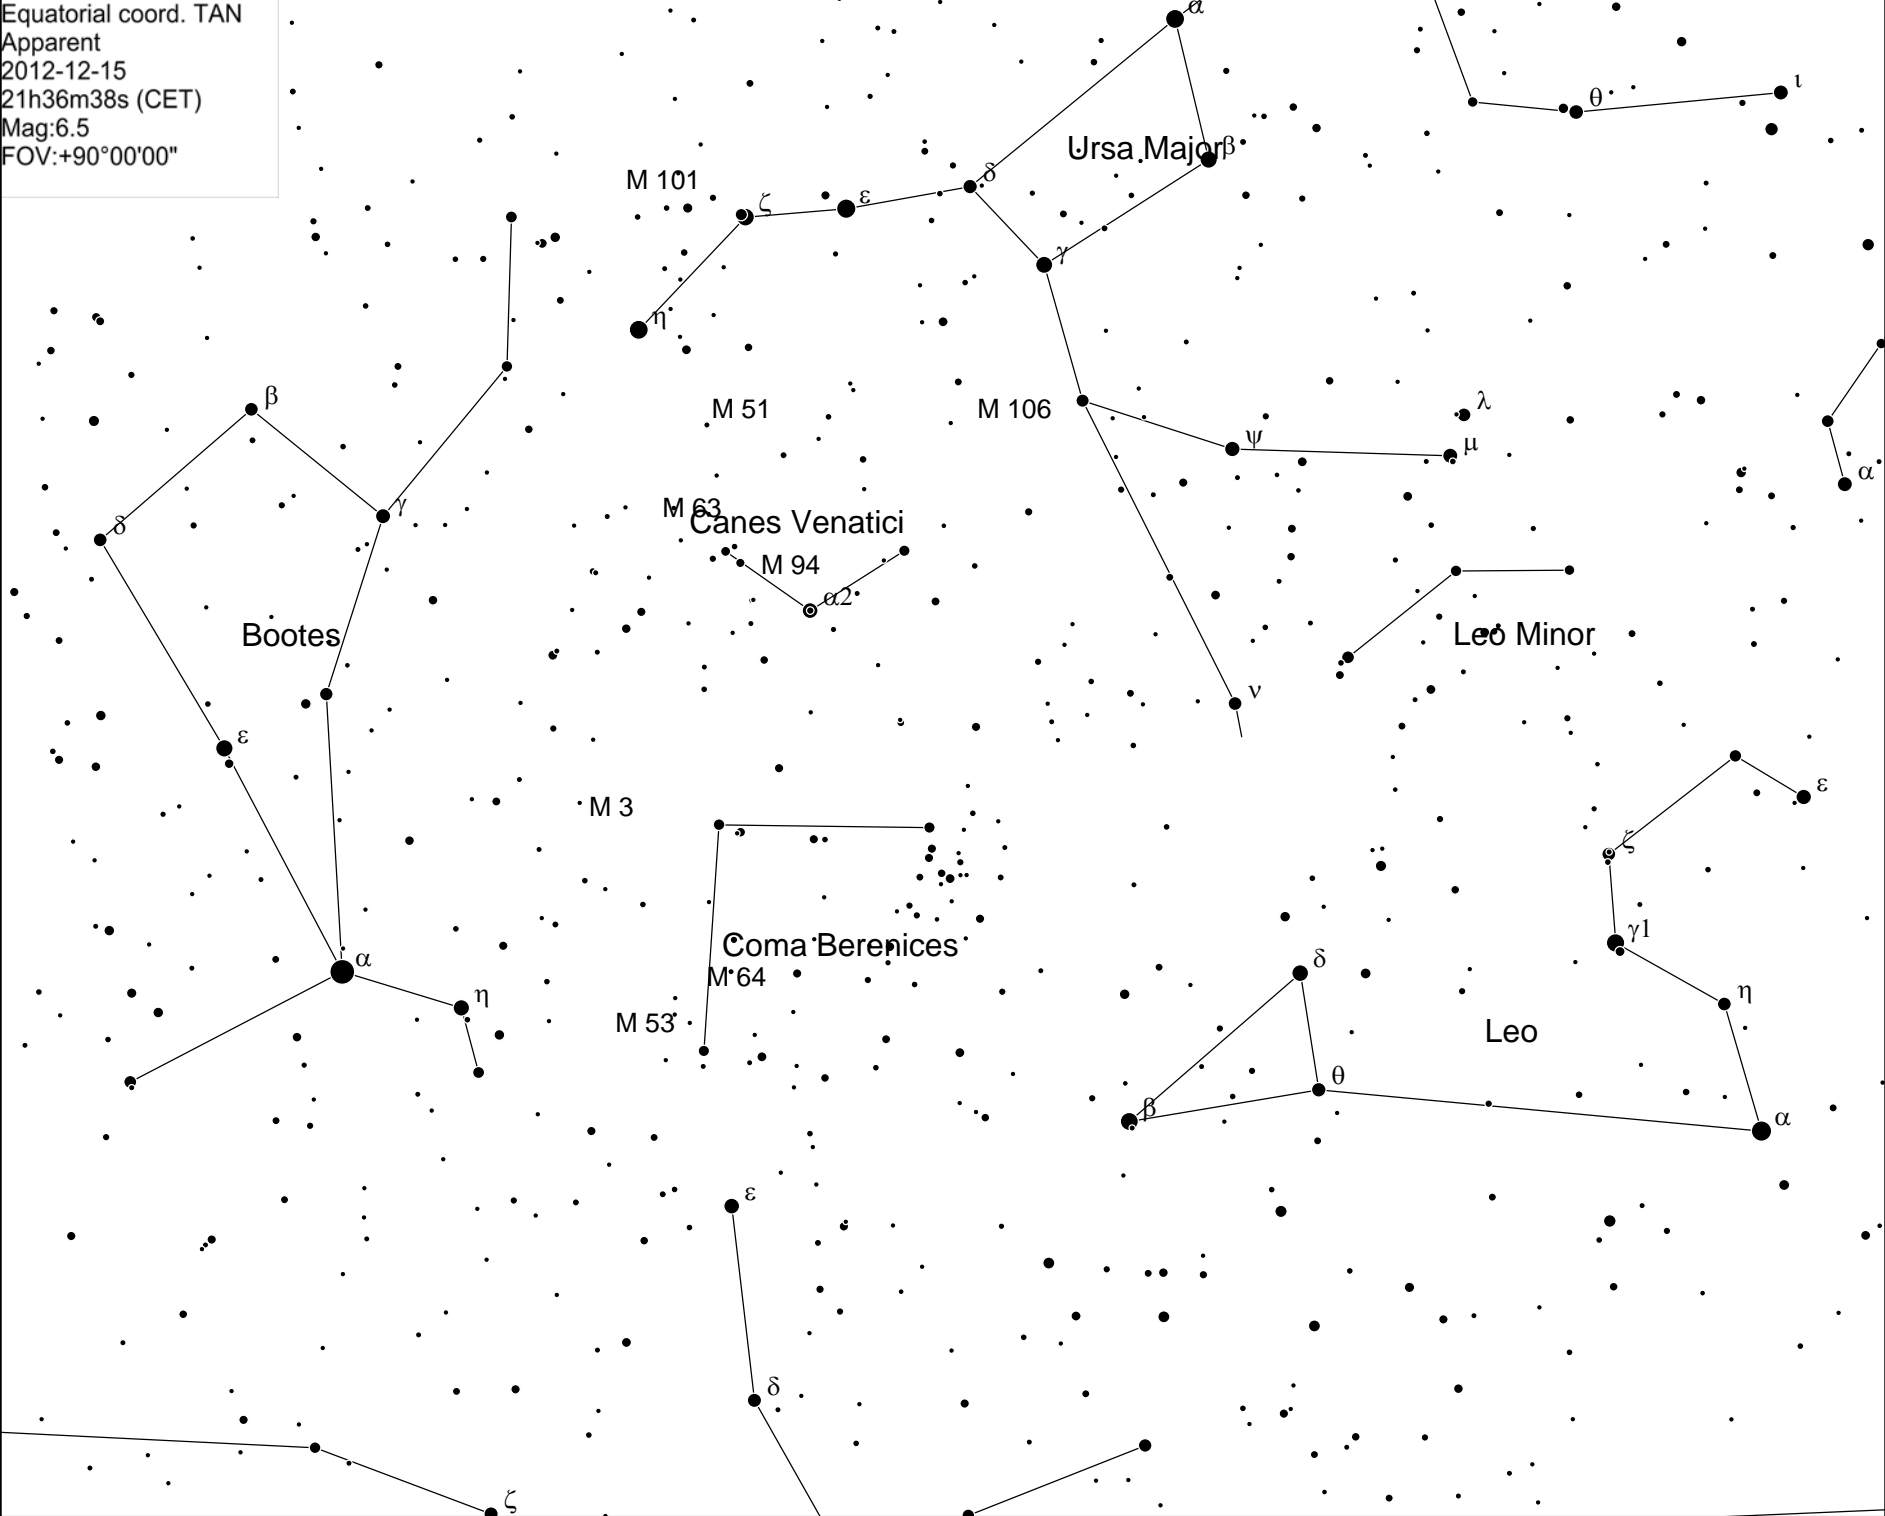 Equatorial coord. TAN
Apparent
2012-12-15
21h36m38s (CET)
Mag:6.5
FOV:+90°00'00"
α
θ
ι
Ursa Major
β
M 101
δ
ζ
ε
γ
η
β
M 51
M 106
λ
ψ
μ
α
γ
M 63
Canes Venatici
δ
M 94
α2
Bootes
Leo Minor
ν
ε
ε
M 3
ζ
γ1
Coma Berenices
α
δ
M 64
η
η
M 53
Leo
θ
β
α
ε
δ
ζ